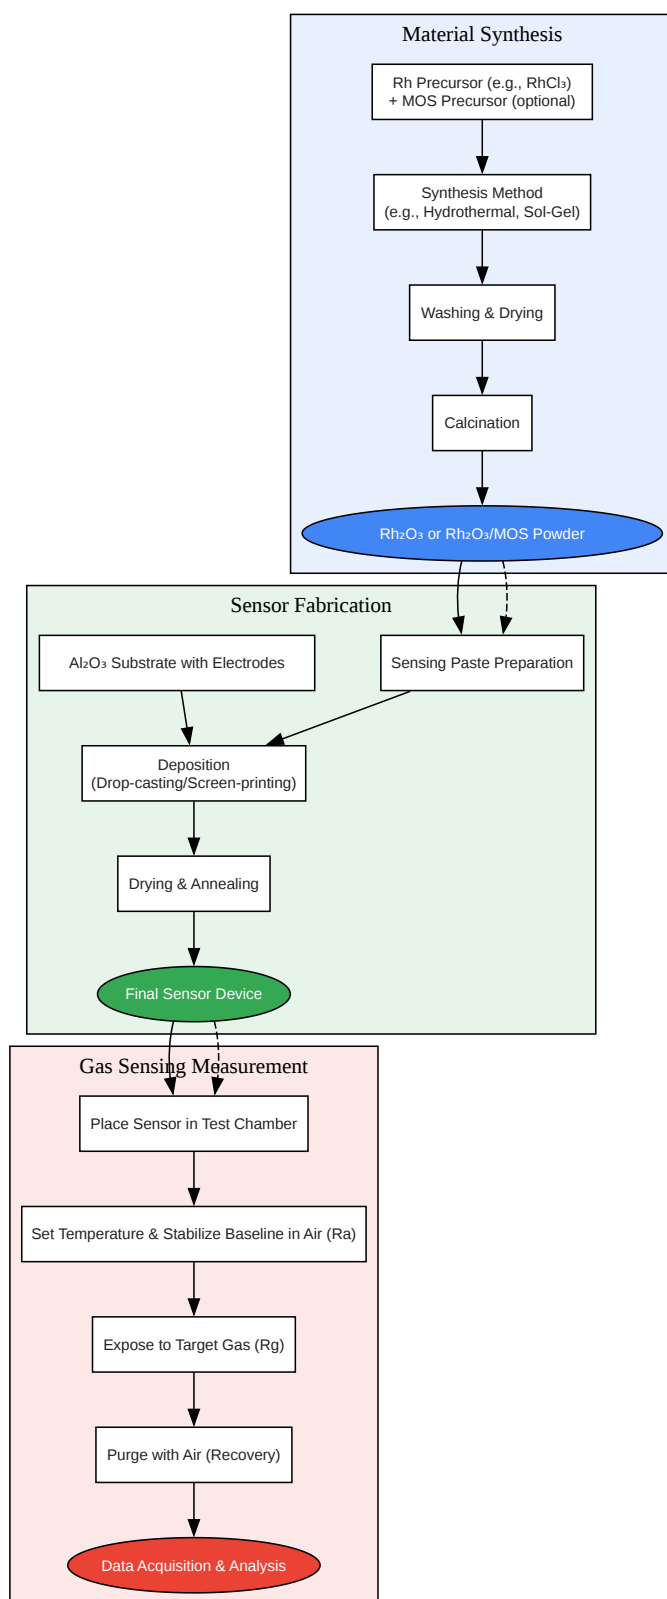 Material Synthesis
Rh Precursor (e.g., RhCl₃)
+ MOS Precursor (optional)
Synthesis Method
(e.g., Hydrothermal, Sol-Gel)
Washing & Drying
Calcination
Rh₂O₃ or Rh₂O₃/MOS Powder
Sensor Fabrication
Al₂O₃ Substrate with Electrodes
Sensing Paste Preparation
Deposition
(Drop-casting/Screen-printing)
Drying & Annealing
Final Sensor Device
Gas Sensing Measurement
Place Sensor in Test Chamber
Set Temperature & Stabilize Baseline in Air (Ra)
Expose to Target Gas (Rg)
Purge with Air (Recovery)
Data Acquisition & Analysis